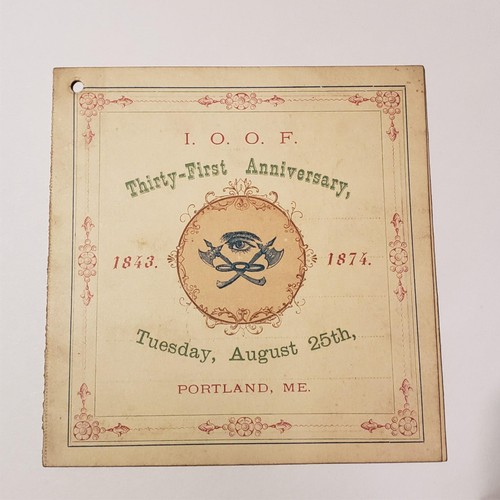 I. O. O. F.
Thirty-First Anniversary,
1843. 1874.
Tuesday, August 25th,
PORTLAND, ME.